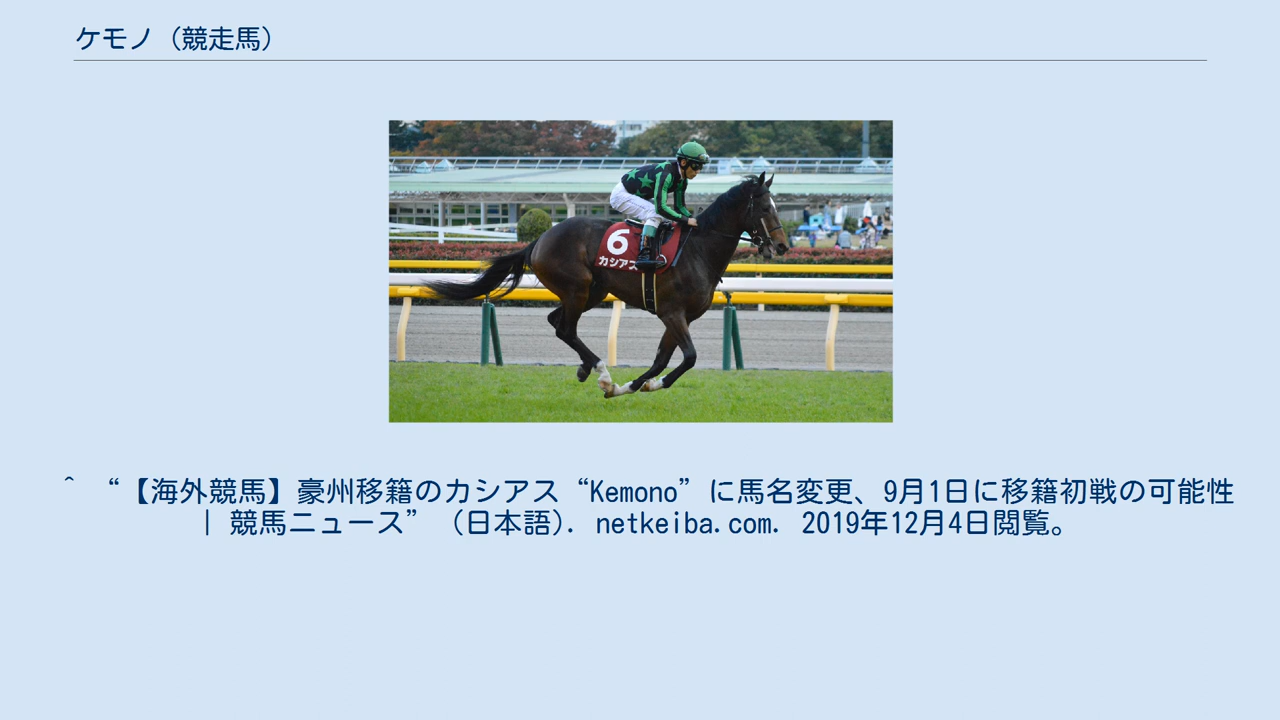 ケモノ（競走馬）
6
カシアス
^ “【海外競馬】豪州移籍のカシアス“Kemono”に馬名変更、9月1日に移籍初戦の可能性
| 競馬ニュース” （日本語). netkeiba.com. 2019年12月4日閲覧。